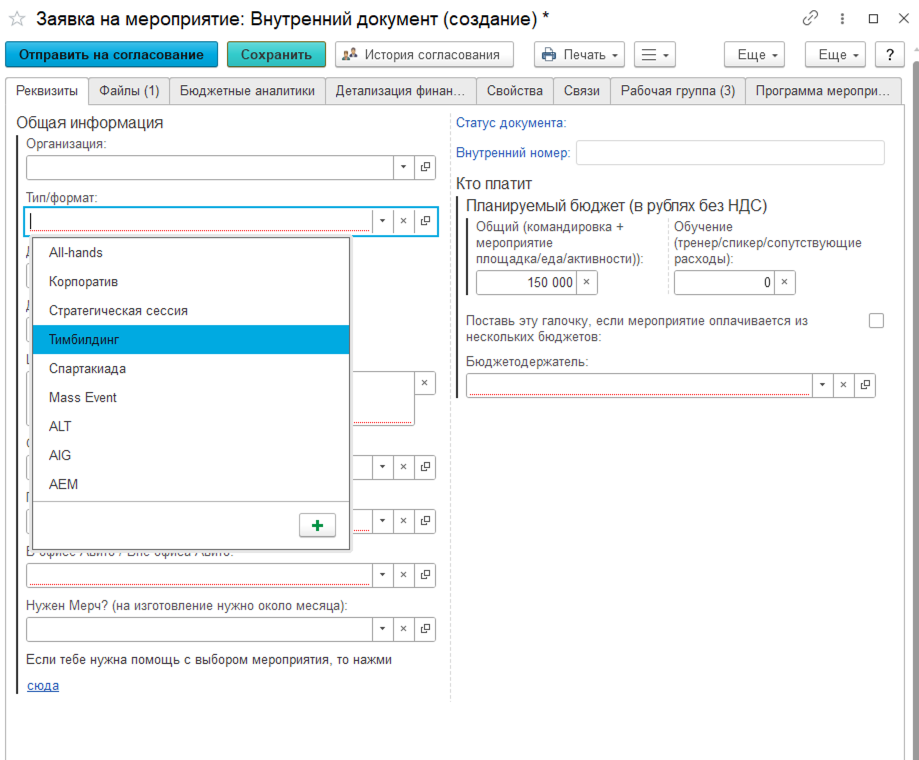 Заявка на мероприятие: Внутренний документ (создание) *
Отправить на согласование
Сохранить
История согласования
Печать
Еще
Еще
?
Реквизиты
Файлы (1)
Бюджетные аналитики
Детализация финан...
Свойства
Связи
Рабочая группа (3)
Программа меропри...
Общая информация
Организация:
Тип/формат:
All-hands
Корпоратив
Стратегическая сессия
Тимбилдинг
Спартакиада
Mass Event
ALT
AIG
AEM
Нужен Мерч? (на изготовление нужно около месяца):
Если тебе нужна помощь с выбором мероприятия, то нажми
сюда
Статус документа:
Внутренний номер:
Кто платит
Планируемый бюджет (в рублях без НДС)
Общий (командировка +
мероприятие
площадка/еда/активности)):
150 000
Обучение
(тренер/спикер/сопутствующие
расходы):
0
Поставь эту галочку, если мероприятие оплачивается из
нескольких бюджетов:
Бюджетодержатель: